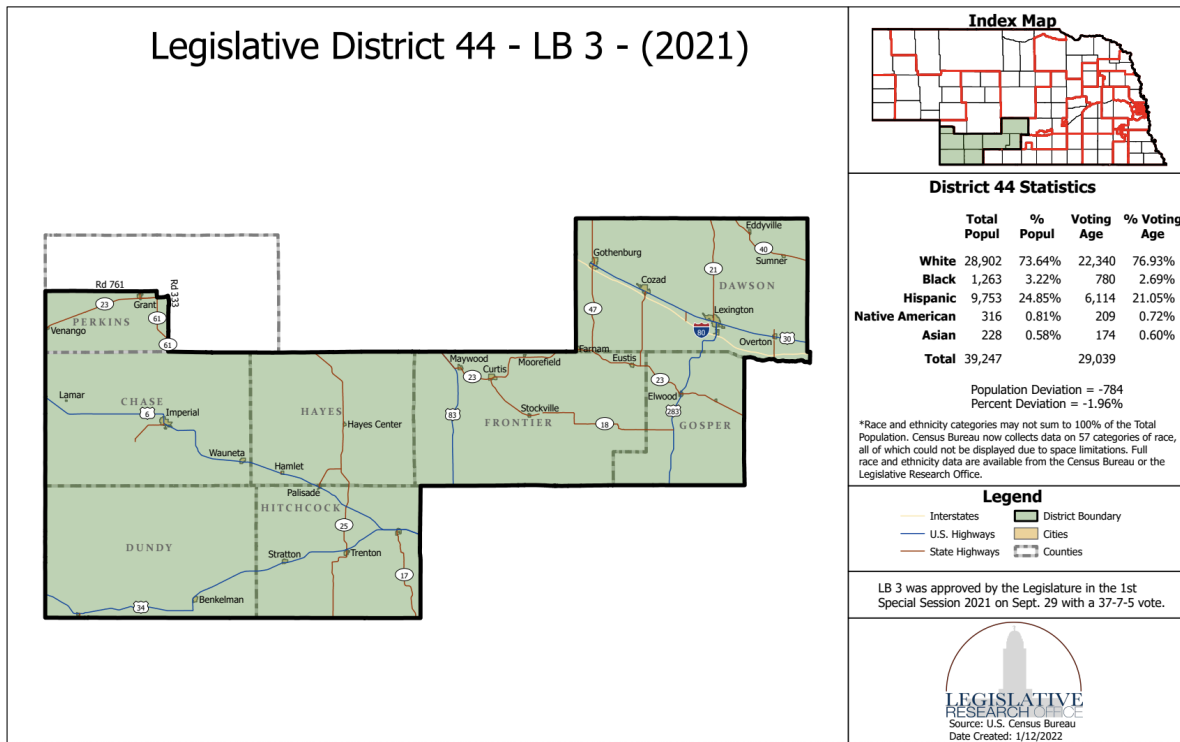 Legislative District 44 - LB 3 - (2021)
Rd 761
Rd 333
23
Grant
61
PERKINS
Venango
61
Eddyville
40
Sumner
Gothenburg
21
Cozad
DAWSON
47
Lexington
80
30
Overton
Farnam
Eustis
Maywood
Moorefield
23
Curtis
23
Elwood
283
Lamar
CHASE
6
Imperial
HAYES
Hayes Center
83
Stockville
FRONTIER
18
GOSPER
Wauneta
Hamlet
Palisade
HITCHCOCK
25
DUNDY
Stratton
Trenton
17
Benkelman
34
Index Map
District 44 Statistics
Total Popul % Popul Voting Age % Voting Age
White 28,902 73.64% 22,340 76.93%
Black 1,263 3.22% 780 2.69%
Hispanic 9,753 24.85% 6,114 21.05%
Native American 316 0.81% 209 0.72%
Asian 228 0.58% 174 0.60%
Total 39,247 29,039
Population Deviation = -784
Percent Deviation = -1.96%
*Race and ethnicity categories may not sum to 100% of the Total
Population. Census Bureau now collects data on 57 categories of race,
all of which could not be displayed due to space limitations. Full
race and ethnicity data are available from the Census Bureau or the
Legislative Research Office.
Legend
Interstates District Boundary
U.S. Highways Cities
State Highways Counties
LB 3 was approved by the Legislature in the 1st
Special Session 2021 on Sept. 29 with a 37-7-5 vote.
LEGISLATIVE
RESEARCH OFFICE
Source: U.S. Census Bureau
Date Created: 1/12/2022